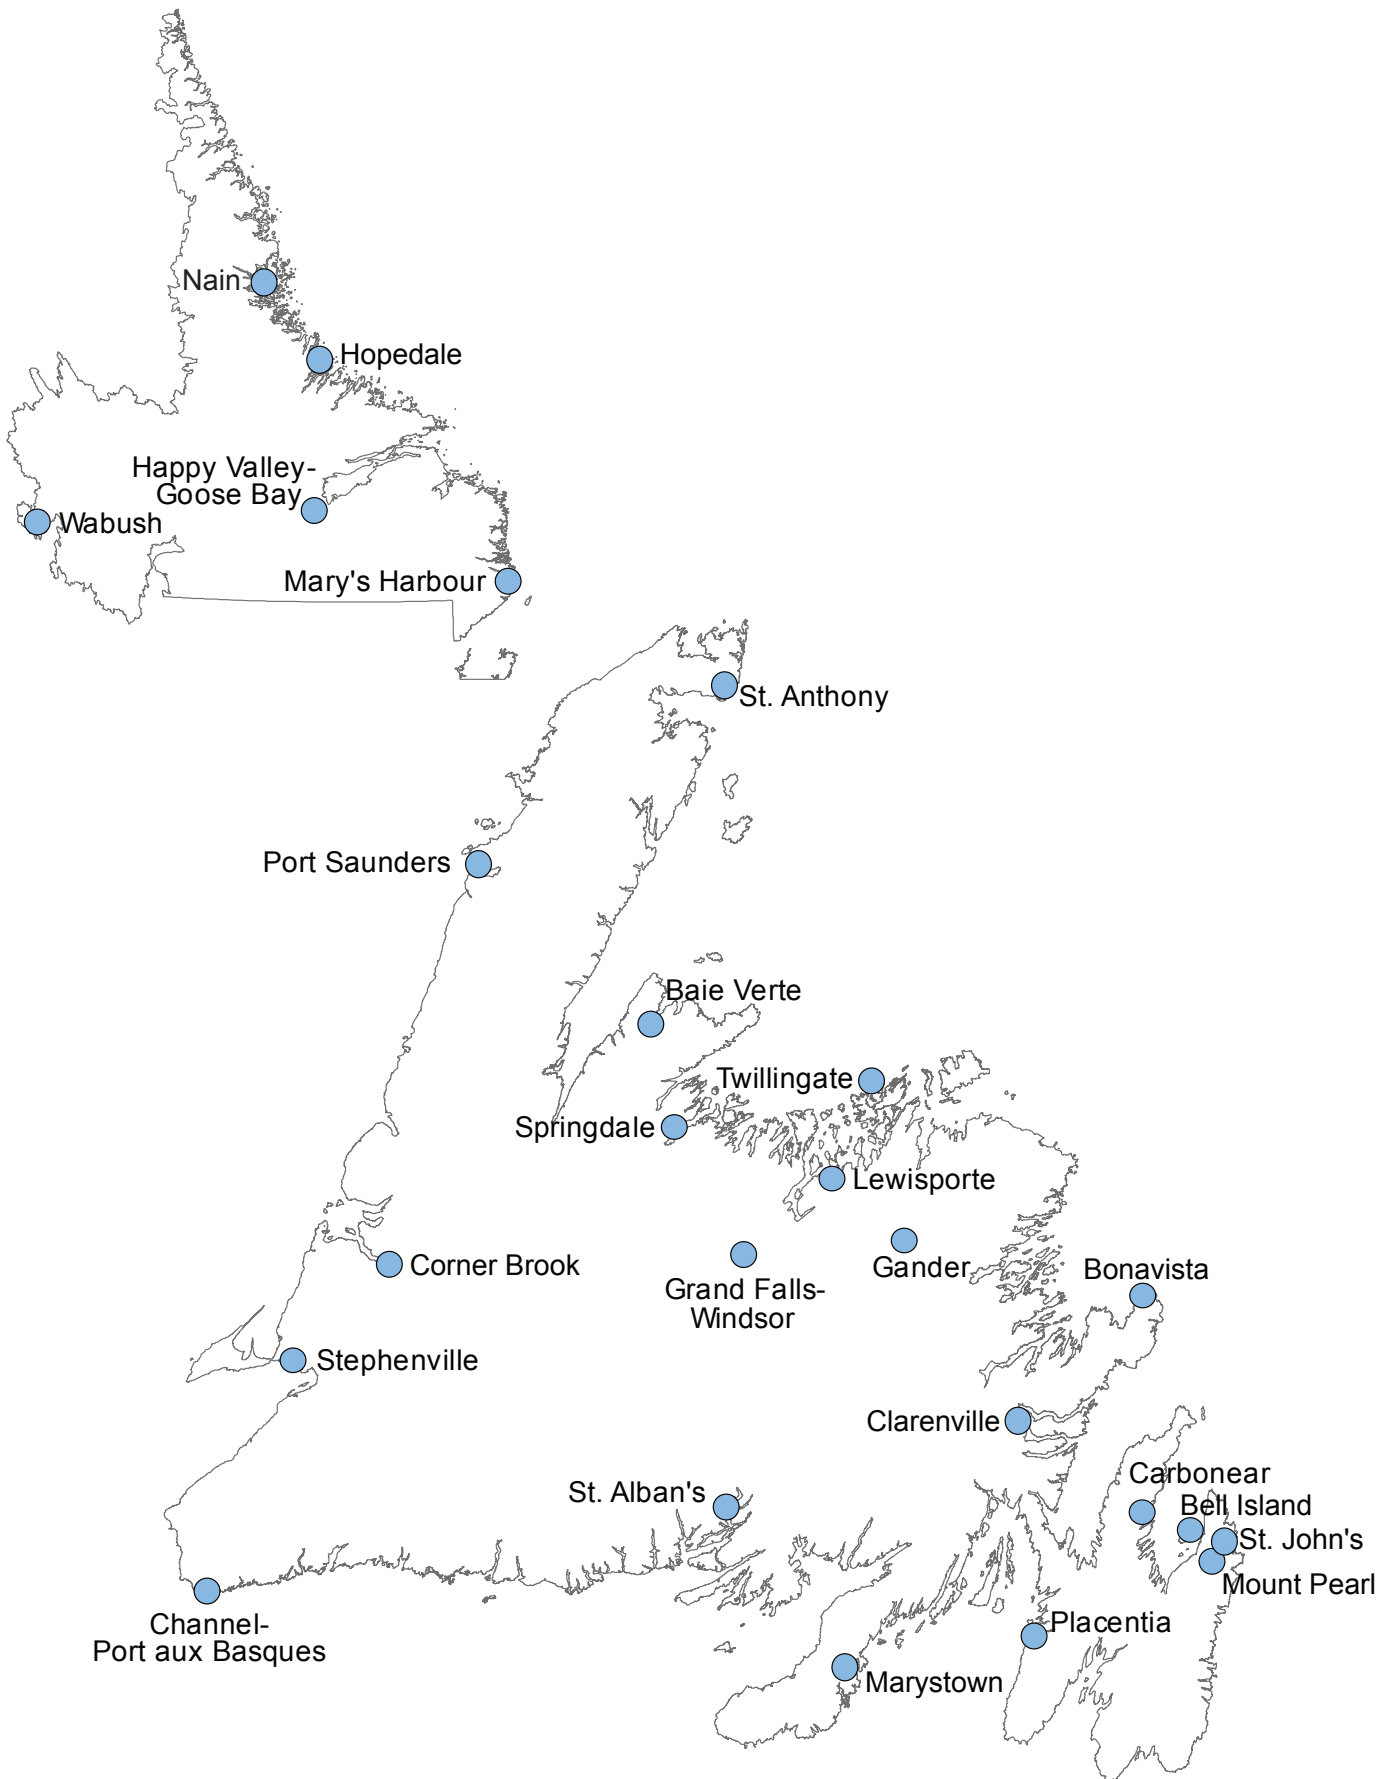 Nain
Hopedale
Happy Valley-
Goose Bay
Wabush
Mary's Harbour
St. Anthony
Port Saunders
Baie Verte
Twillingate
Springdale
Lewisporte
Corner Brook
Gander
Grand Falls-
Windsor
Bonavista
Stephenville
Clarenville
Carbonear
St. Alban's
Bell Island
St. John's
Mount Pearl
Channel-
Port aux Basques
Placentia
Marystown